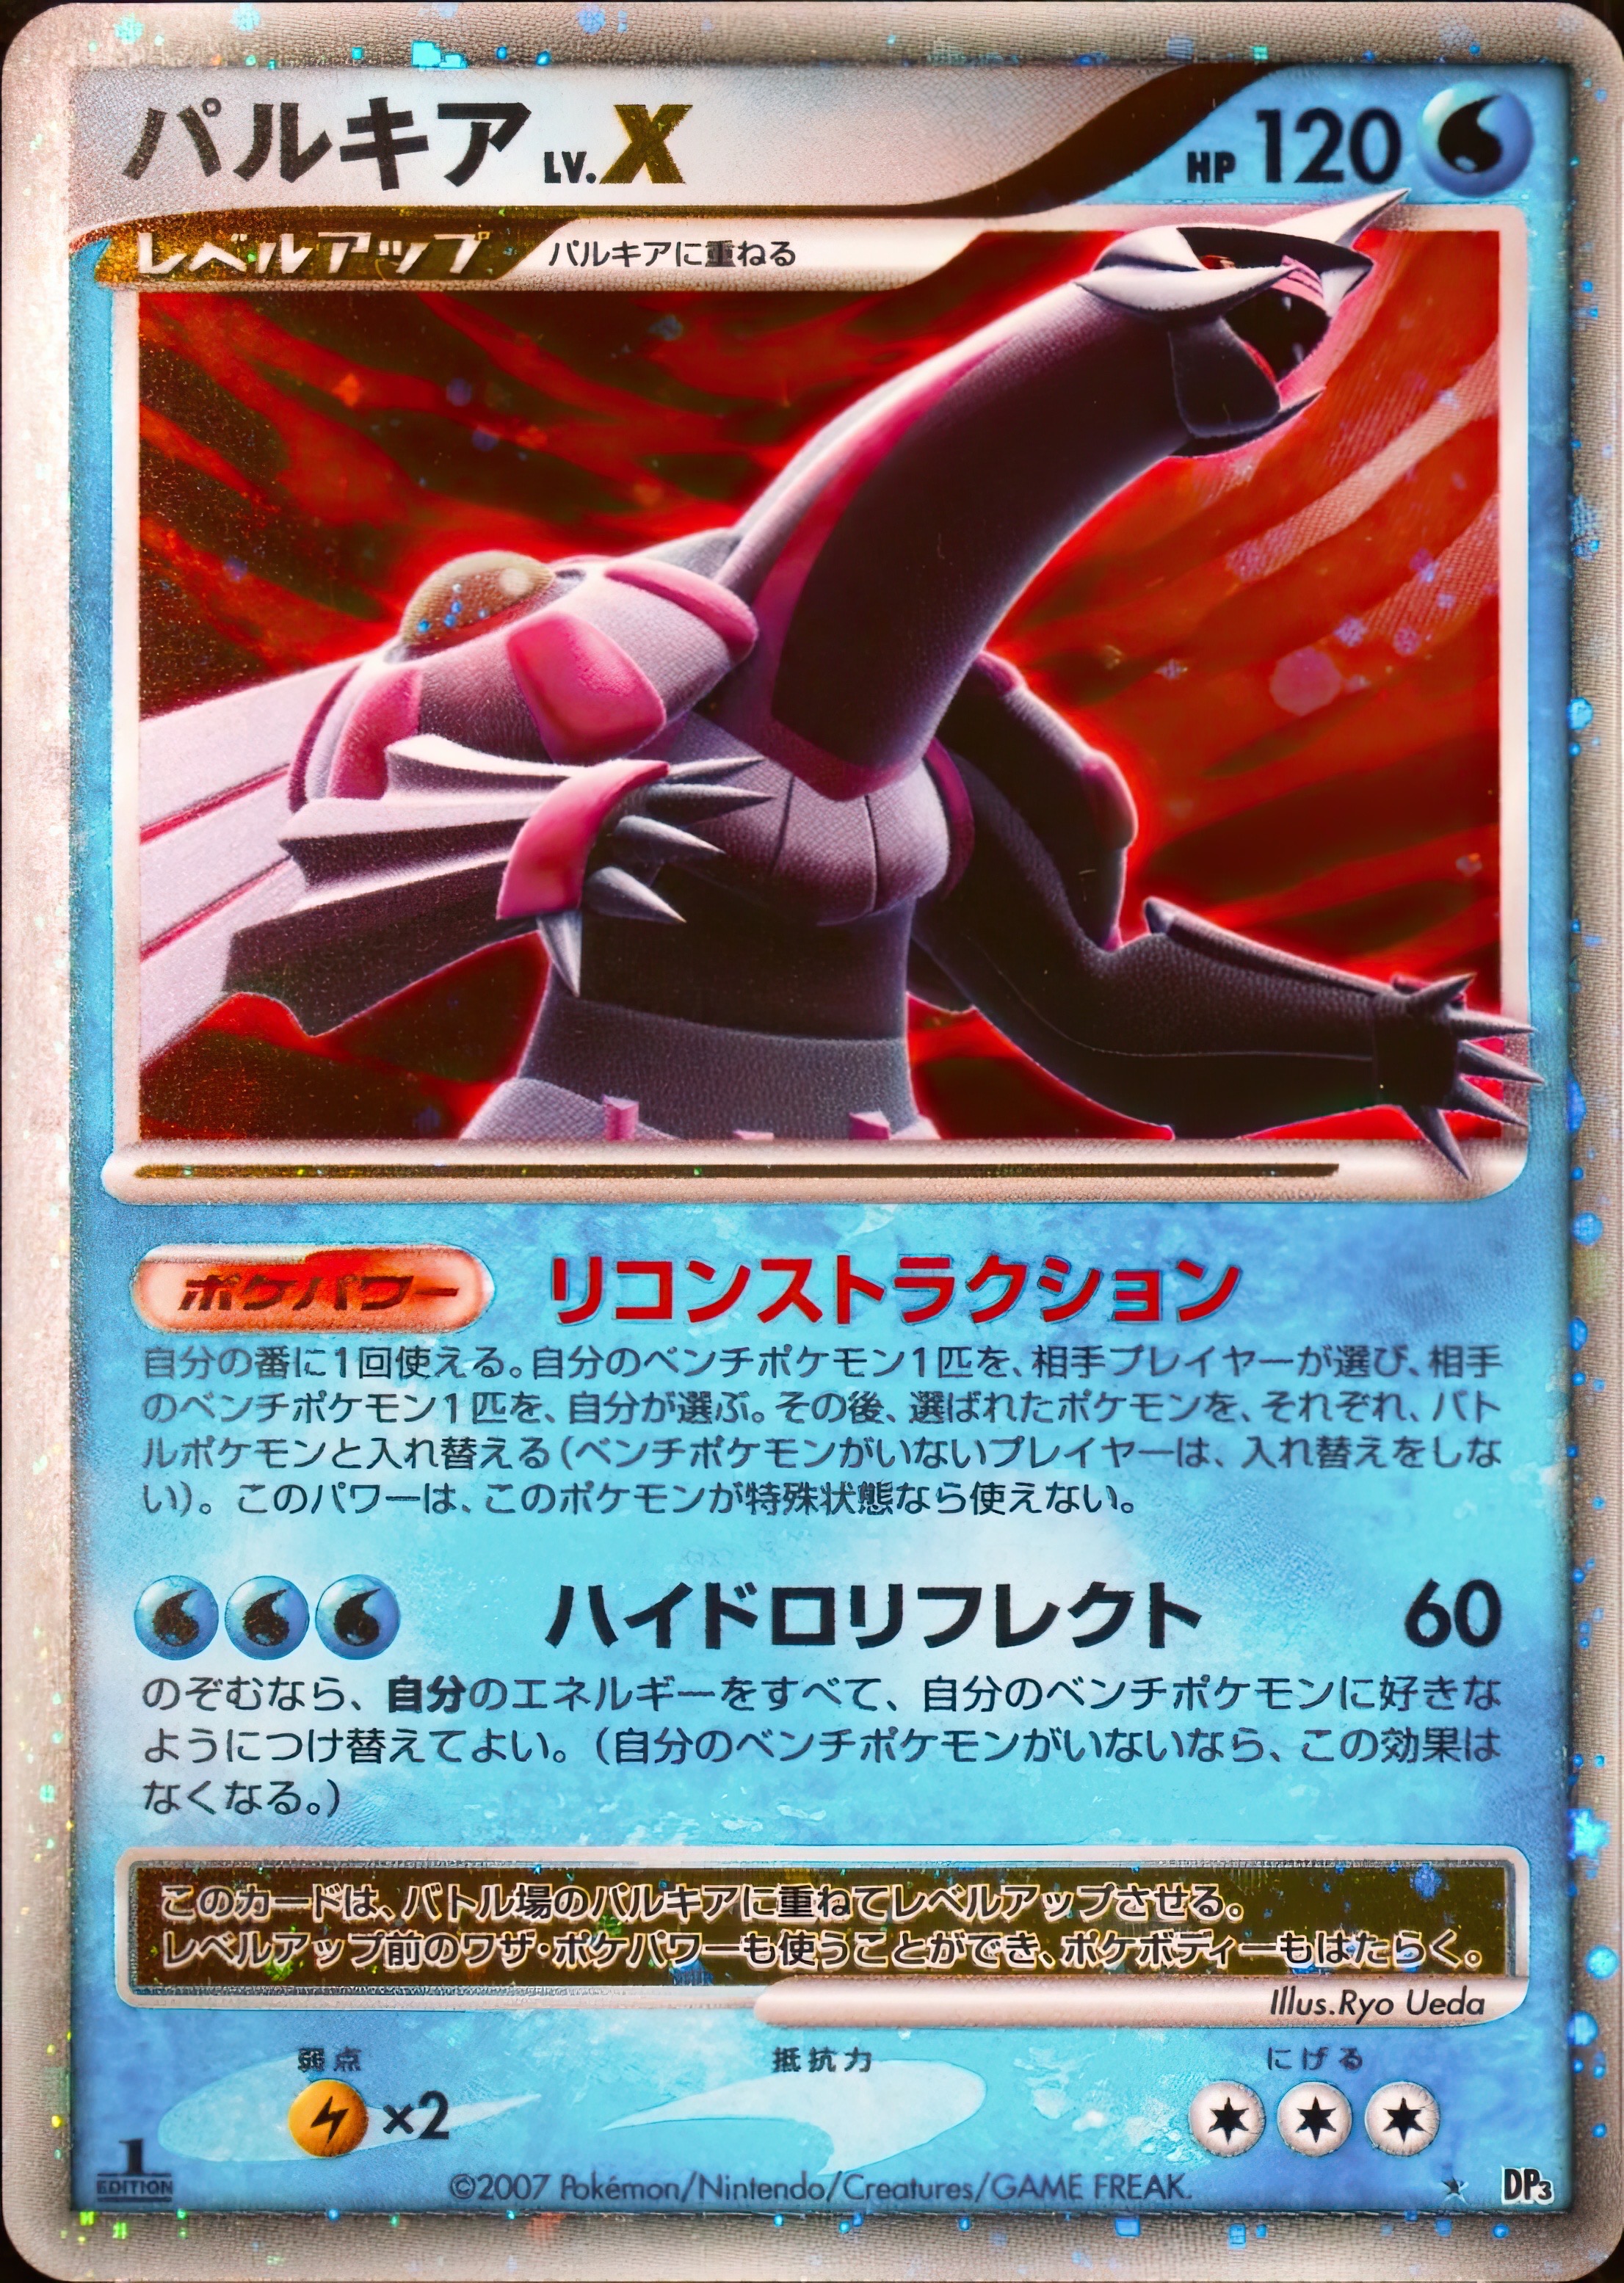 パルキア LV.X HP 120
レベルアップ パルキアに重ねる
ポケパワー リコンストラクション
自分の番に1回使える。自分のベンチポケモン1匹を、相手プレイヤーが選び、相手
のベンチポケモン1匹を、自分が選ぶ。その後、選ばれたポケモンを、それぞれ、バト
ルポケモンと入れ替える(ベンチポケモンがいないプレイヤーは、入れ替えをしな
い)。このパワーは、このポケモンが特殊状態なら使えない。
ハイドロリフレクト 60
のぞむなら、自分のエネルギーをすべて、自分のベンチポケモンに好きな
ようにつけ替えてよい。(自分のベンチポケモンがいないなら、この効果は
なくなる。)
このカードは、バトル場のパルキアに重ねてレベルアップさせる。
レベルアップ前のワザ・ポケパワーも使うことができ、ポケボディーもはたらく。
Illus.Ryo Ueda
弱点 抵抗力 にげる
×2
1 EDITION
©2007 Pokémon/Nintendo/Creatures/GAME FREAK.
DP3